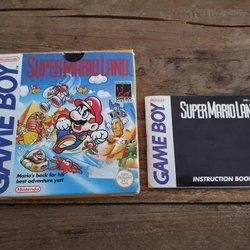 Nintendo
GAME BOY
SUPER MARIO LAND
Mario's back for his
best adventure yet!
Nintendo
GAME BOY
SUPER MARIO LAND
INSTRUCTION BOOK